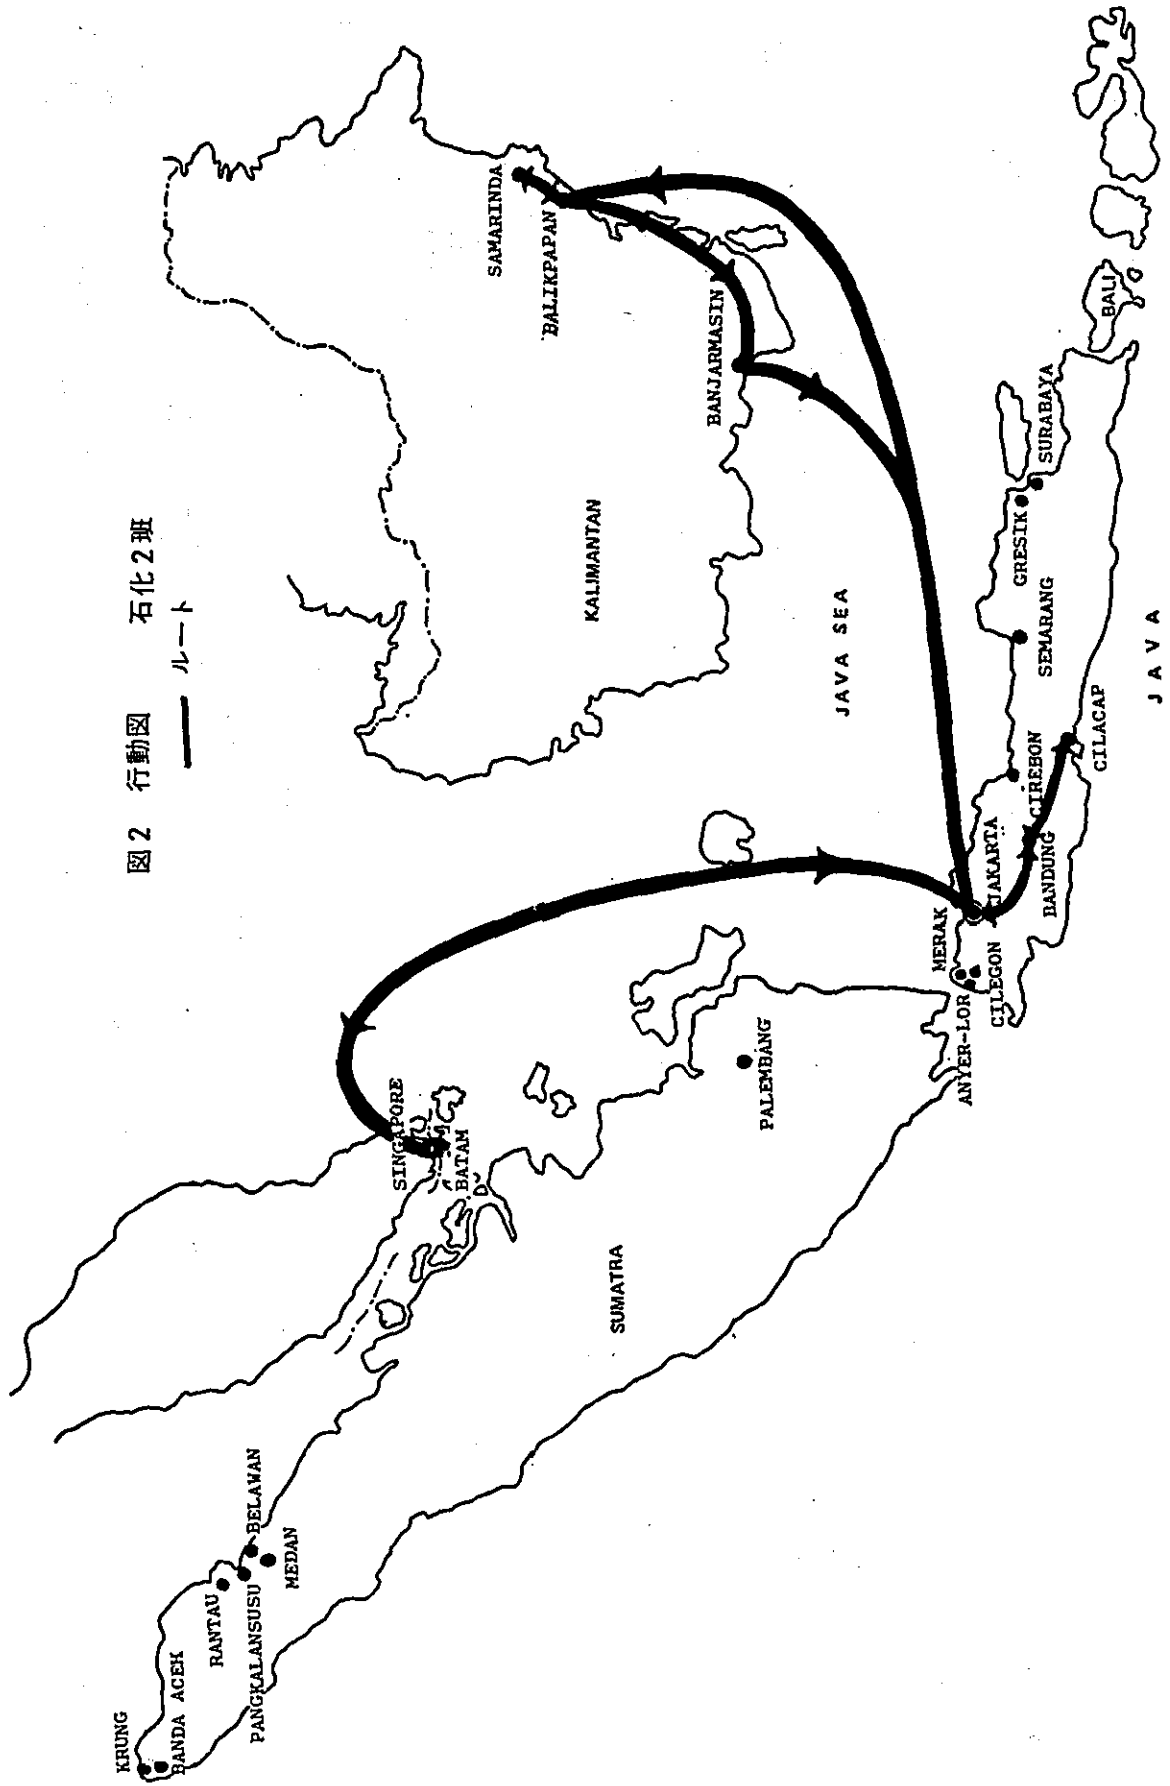 図2 行動図 石化2班
ルート
KRUNG
BANDA ACEH
RANTAU
PANGKALANSUSU
BELAWAN
MEDAN
SINGAPORE
BATAM
SUMATRA
PALEMBANG
KALIMANTAN
SAMARINDA
BALIKPAPAN
BANJARMASIN
JAVA SEA
MERAK
ANYER-LOR
CILEGON
JAKARTA
BANDUNG
CIREBON
CILACAP
SEMARANG
GRESIK
SURABAYA
BALI
JAVA